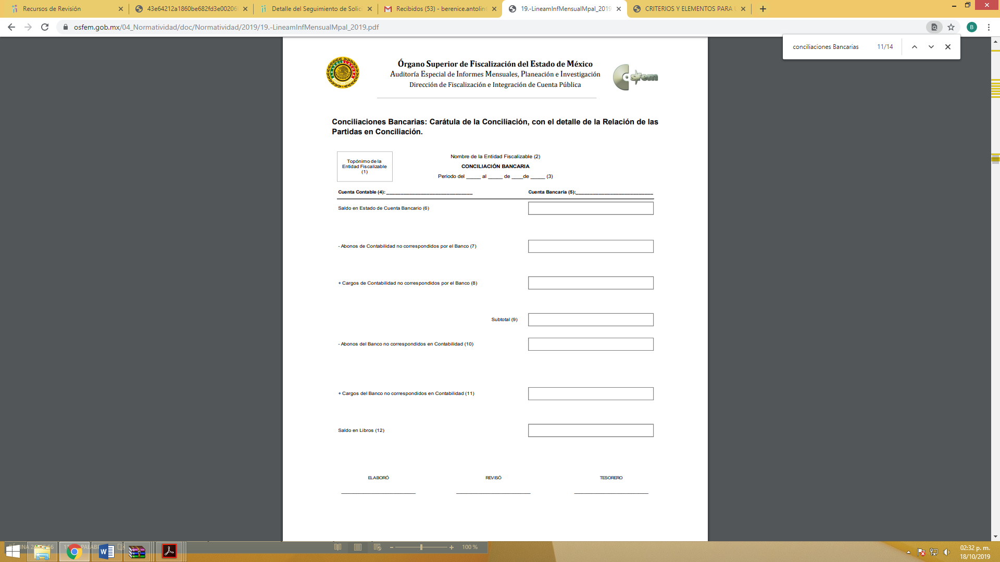 Recursos de Revisión
43e64212a1860be682fd3e00206
Detalle del Seguimiento de Solic
Recibidos (53) - berenice.antolin
19.-LineamInfMensualMpal_2019
CRITERIOS Y ELEMENTOS PARA
osfem.gob.mx/04_Normatividad/doc/Normatividad/2019/19.-LineamInfMensualMpal_2019.pdf
B
conciliaciones Bancarias 11/14
Órgano Superior de Fiscalización del Estado de México
Auditoría Especial de Informes Mensuales, Planeación e Investigación
Dirección de Fiscalización e Integración de Cuenta Pública
osfem
Conciliaciones Bancarias: Carátula de la Conciliación, con el detalle de la Relación de las
Partidas en Conciliación.
Topónimo de la
Entidad Fiscalizable
(1)
Nombre de la Entidad Fiscalizable (2)
CONCILIACIÓN BANCARIA
Periodo del _____ al _____ de ____de _____ (3)
Cuenta Contable (4): ______________________________
Cuenta Bancaria (5):___________________________
Saldo en Estado de Cuenta Bancario (6)
- Abonos de Contabilidad no correspondidos por el Banco (7)
+ Cargos de Contabilidad no correspondidos por el Banco (8)
Subtotal (9)
- Abonos del Banco no correspondidos en Contabilidad (10)
+ Cargos del Banco no correspondidos en Contabilidad (11)
Saldo en Libros (12)
ELABORÓ
REVISÓ
TESORERO
100 %
02:32 p. m.
18/10/2019